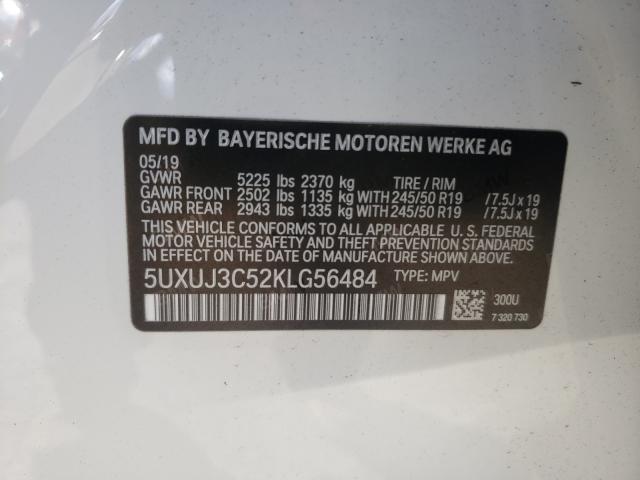 MFD BY BAYERISCHE MOTOREN WERKE AG
05/19
GVWR 5225 lbs 2370 kg TIRE / RIM
GAWR FRONT 2502 lbs 1135 kg WITH 245/50 R19 / 7.5J x 19
GAWR REAR 2943 lbs 1335 kg WITH 245/50 R19 / 7.5J x 19
THIS VEHICLE CONFORMS TO ALL APPLICABLE U. S. FEDERAL
MOTOR VEHICLE SAFETY AND THEFT PREVENTION STANDARDS
IN EFFECT ON THE DATE OF MANUFACTURE SHOWN ABOVE.
5UXUJ3C52KLG56484 TYPE: MPV
300U
7 320 730